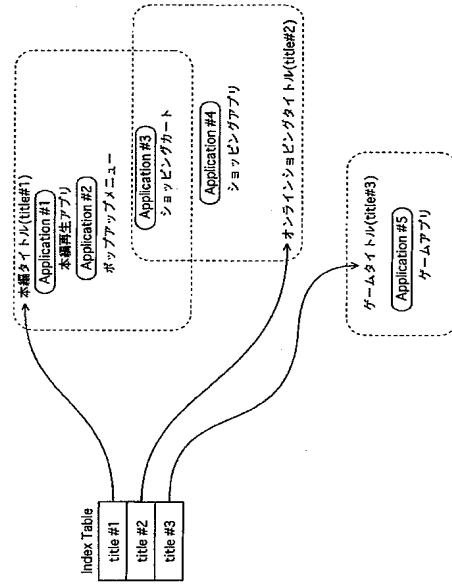 Index Table
title #1
title #2
title #3
本編タイトル(title#1)
Application #1
本編再生アプリ
Application #2
ポップアップメニュー
Application #3
ショッピングカート
Application #4
ショッピングアプリ
オンラインショッピングタイトル(title#2)
ゲームタイトル(title#3)
Application #5
ゲームアプリ